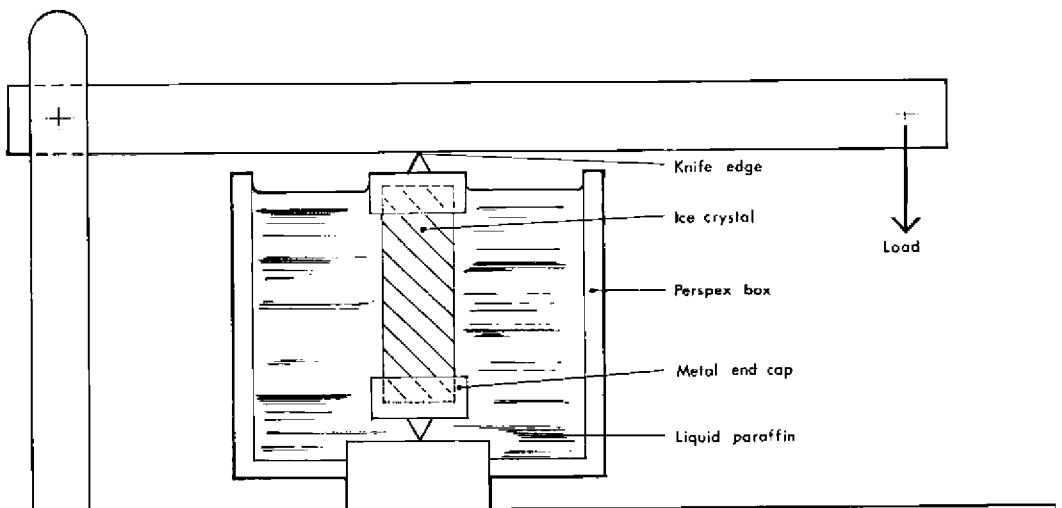 Knife edge
Ice crystal
Load
Perspex box
Metal end cap
Liquid paraffin